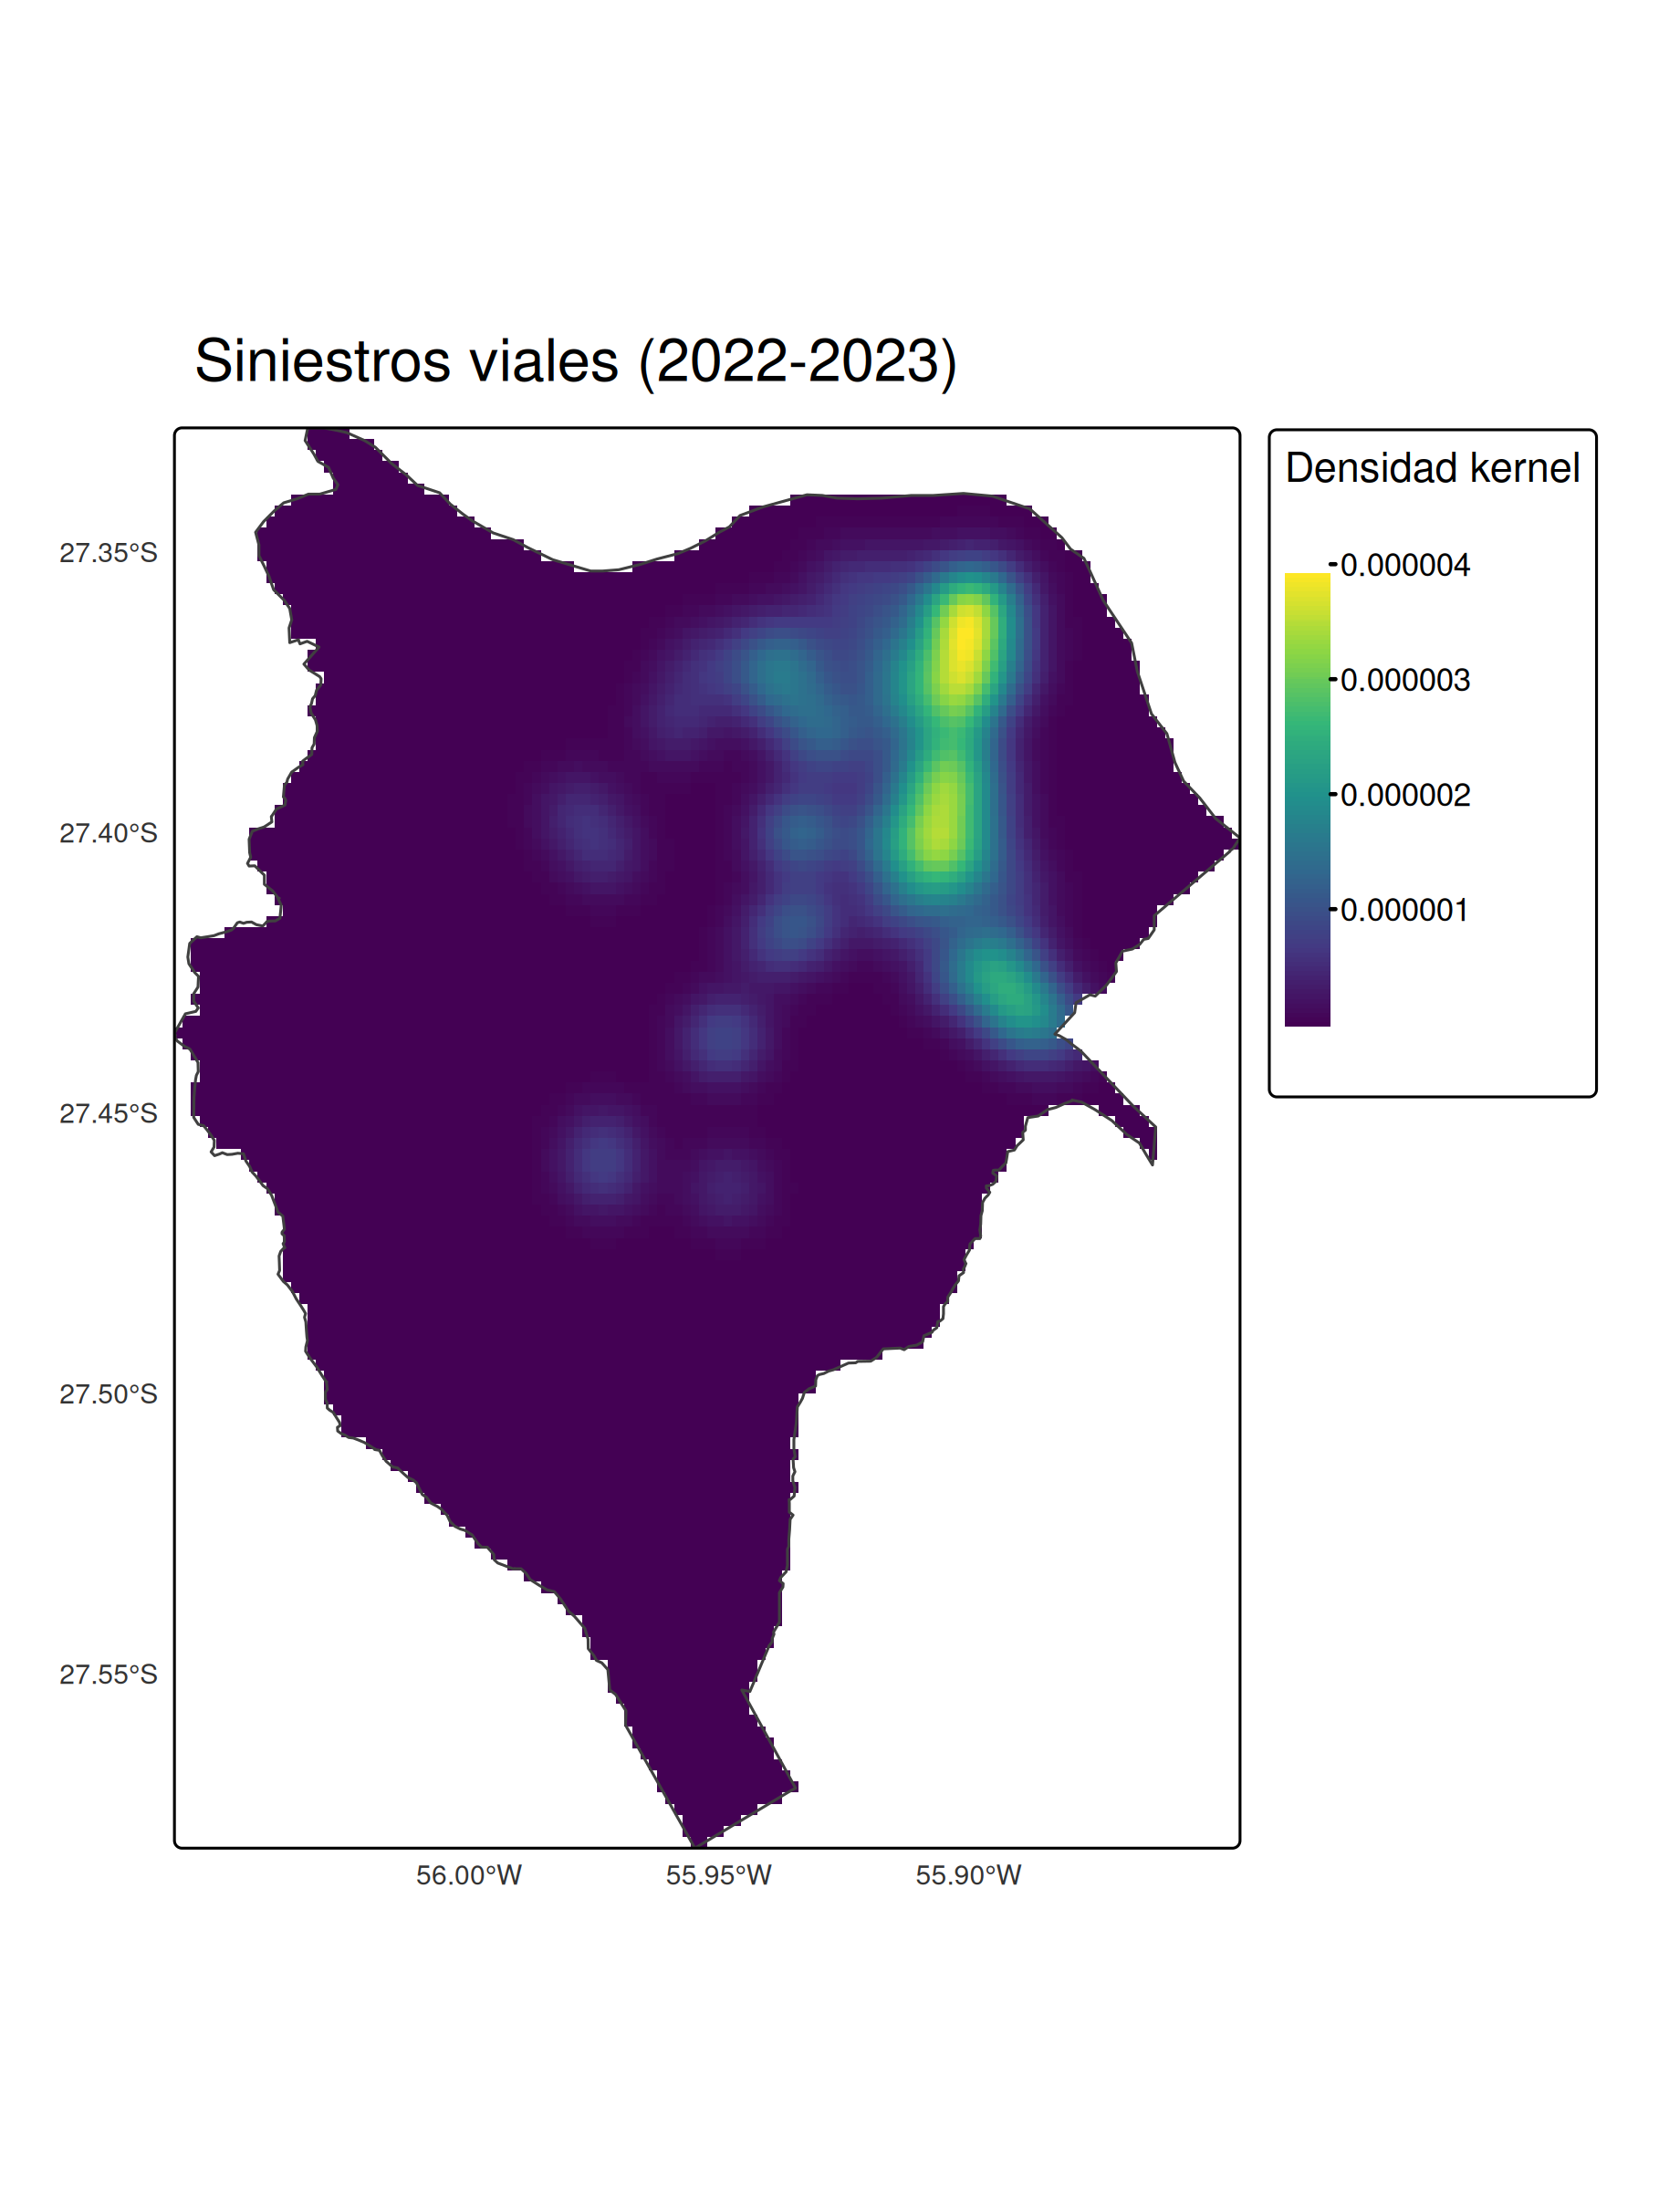 Siniestros viales (2022-2023)
Densidad kernel
0.000004
0.000003
0.000002
0.000001
27.35°S
27.40°S
27.45°S
27.50°S
27.55°S
56.00°W
55.95°W
55.90°W